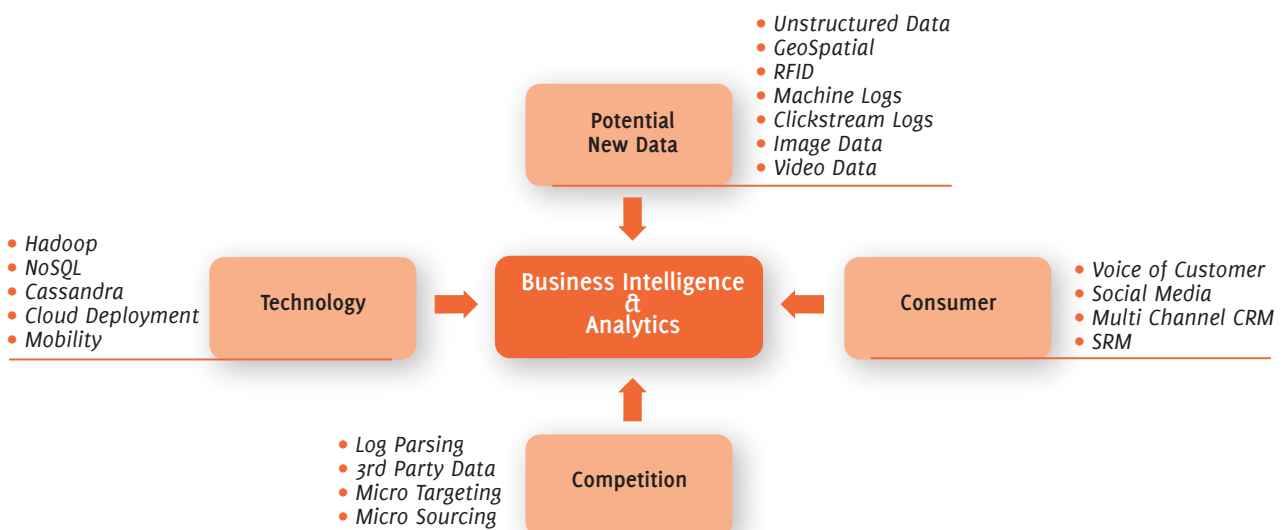 Unstructured Data
GeoSpatial
RFID
Machine Logs
Clickstream Logs
Image Data
Video Data
Potential
New Data
Hadoop
NoSQL
Cassandra
Cloud Deployment
Mobility
Technology
Business Intelligence
&
Analytics
Consumer
Voice of Customer
Social Media
Multi Channel CRM
SRM
Log Parsing
3rd Party Data
Micro Targeting
Micro Sourcing
Competition